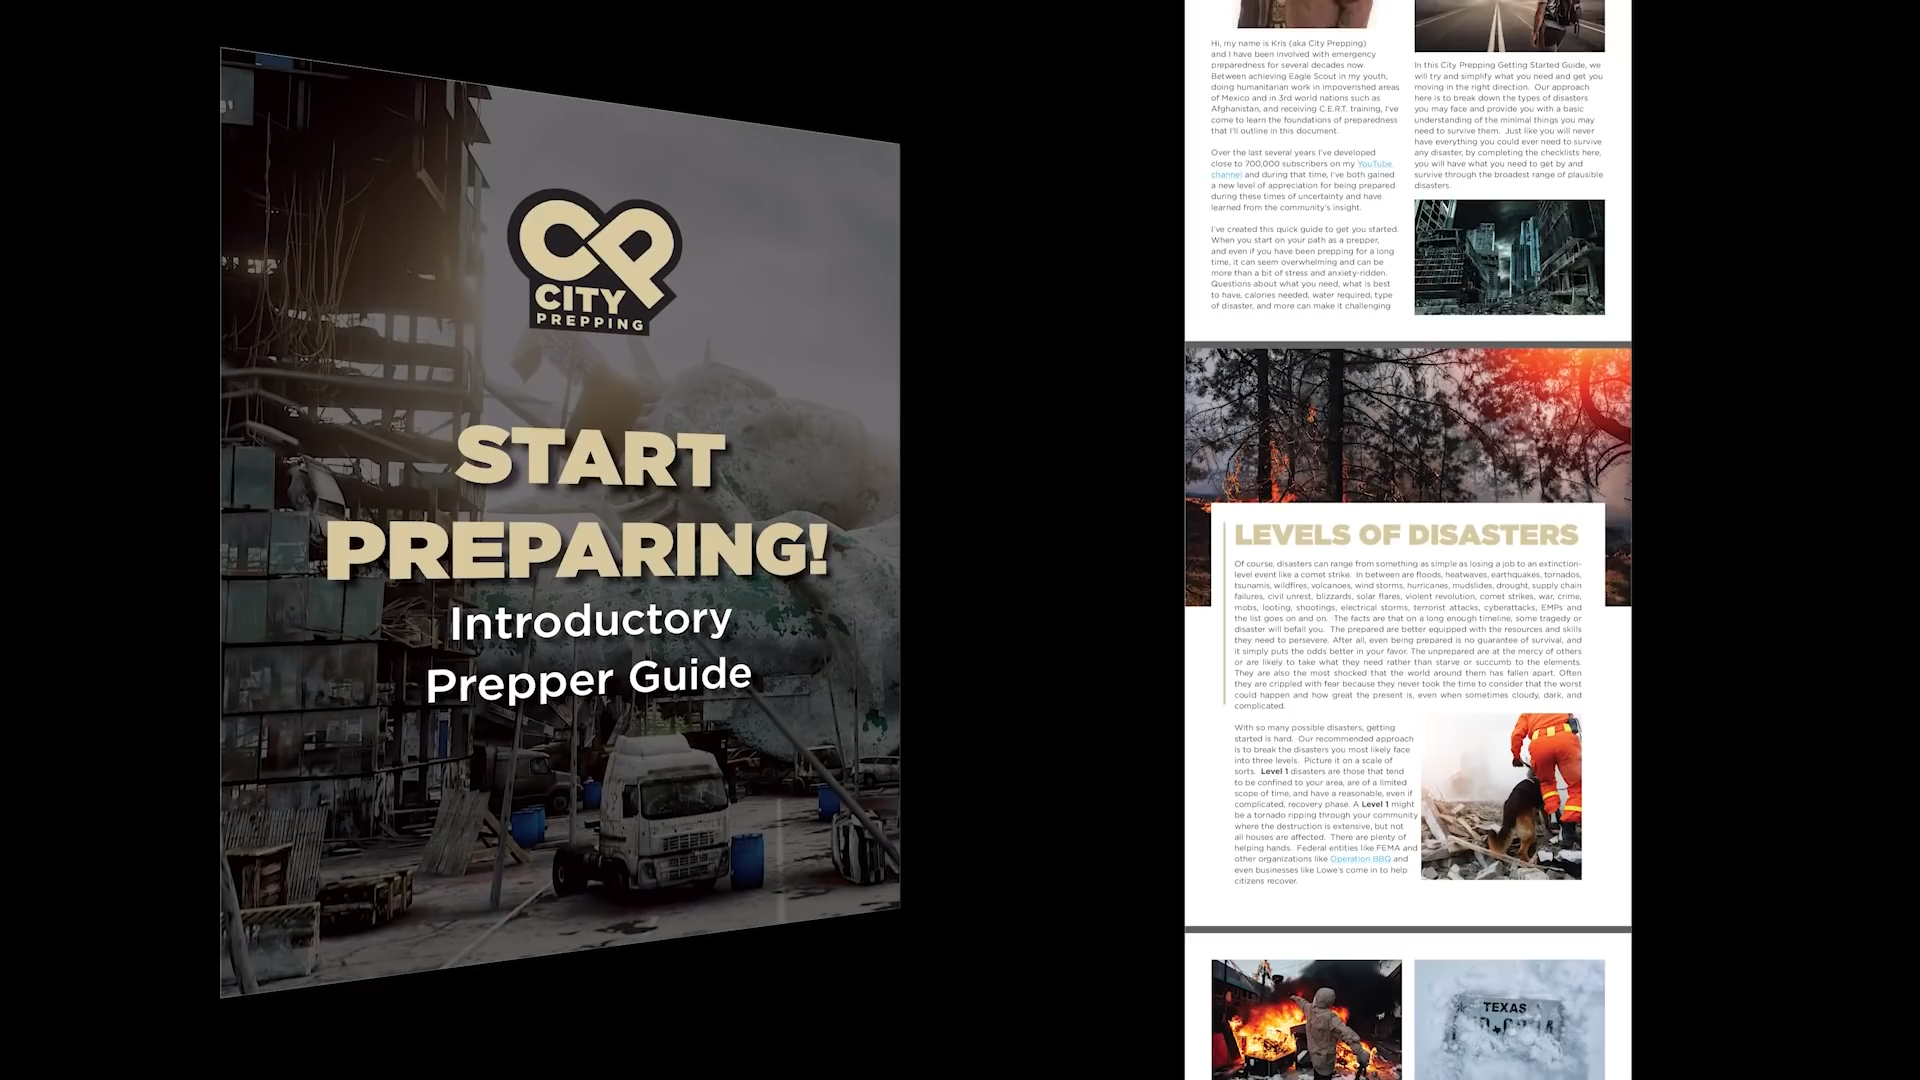 CP
CITY
PREPPING
START
PREPARING!
Introductory
Prepper Guide
Hi, my name is Kris (aka City Prepping)
and I have been involved with emergency
preparedness for several decades now.
Between achieving Eagle Scout in my youth,
doing humanitarian work in impoverished areas
of Mexico and in 3rd world nations such as
Afghanistan, and receiving C.E.R.T. training, I've
come to learn the foundations of preparedness
that I'll outline in this document.
Over the last several years I've developed
close to 700,000 subscribers on my YouTube
channel and during that time, I've both gained
a new level of appreciation for being prepared
during these times of uncertainty and have
learned from the community's insight.
I've created this quick guide to get you started.
When you start on your path as a prepper,
and even if you have been prepping for a long
time, it can seem overwhelming and can be
more than a bit of stress and anxiety-ridden.
Questions about what you need, what is best
to have, calories needed, water required, type
of disaster, and more can make it challenging
In this City Prepping Getting Started Guide, we
will try and simplify what you need and get you
moving in the right direction. Our approach
here is to break down the types of disasters
you may face and provide you with a basic
understanding of the minimal things you may
need to survive them. Just like you will never
have everything you could ever need to survive
any disaster, by completing the checklists here,
you will have what you need to get by and
survive through the broadest range of plausible
disasters.
LEVELS OF DISASTERS
Of course, disasters can range from something as simple as losing a job to an extinction-
level event like a comet strike. In between are floods, heatwaves, earthquakes, tornados,
tsunamis, wildfires, volcanoes, wind storms, hurricanes, mudslides, drought, supply chain
failures, civil unrest, blizzards, solar flares, violent revolution, comet strikes, war, crime,
mobs, looting, shootings, electrical storms, terrorist attacks, cyberattacks, EMPs and
the list goes on and on. The facts are that on a long enough timeline, some tragedy or
disaster will befall you. The prepared are better equipped with the resources and skills
they need to persevere. After all, even being prepared is no guarantee of survival, and
it simply puts the odds better in your favor. The unprepared are at the mercy of others
or are likely to take what they need rather than starve or succumb to the elements.
They are also the most shocked that the world around them has fallen apart. Often
they are crippled with fear because they never took the time to consider that the worst
could happen and how great the present is, even when sometimes cloudy, dark, and
complicated.
With so many possible disasters, getting
started is hard. Our recommended approach
is to break the disasters you most likely face
into three levels. Picture it on a scale of
sorts. Level 1 disasters are those that tend
to be confined to your area, are of a limited
scope of time, and have a reasonable, even if
complicated, recovery phase. A Level 1 might
be a tornado ripping through your community
where the destruction is extensive, but not
all houses are affected. There are plenty of
helping hands. Federal entities like FEMA and
other organizations like Operation BBQ and
even businesses like Lowe's come in to help
citizens recover.
TEXAS